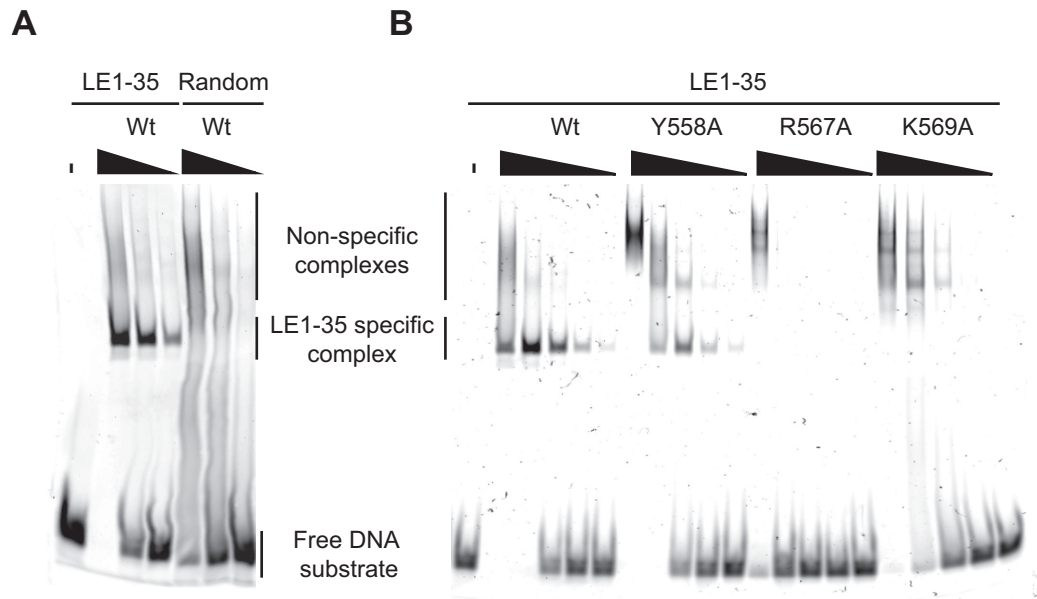 A
B
LE1-35 Random
LE1-35
Wt Wt
Wt Y558A R567A K569A
- -
Non-specific
complexes
LE1-35 specific
complex
Free DNA
substrate